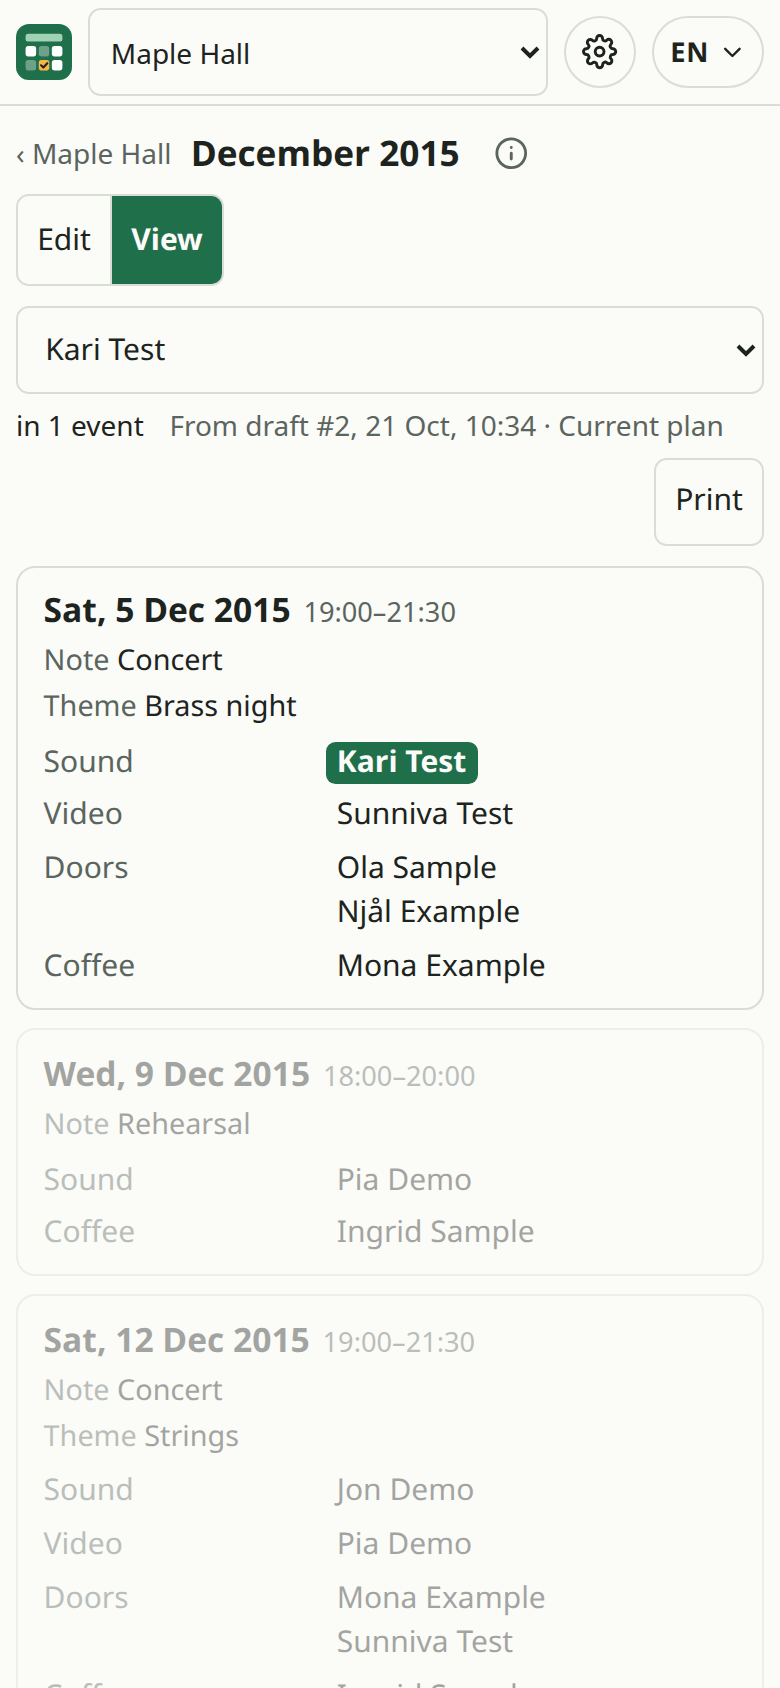 Maple Hall
EN
‹ Maple Hall December 2015
Edit View
Kari Test
in 1 event From draft #2, 21 Oct, 10:34 · Current plan
Print
Sat, 5 Dec 2015 19:00–21:30
Note Concert
Theme Brass night
Sound Kari Test
Video Sunniva Test
Doors Ola Sample
Njål Example
Coffee Mona Example
Wed, 9 Dec 2015 18:00–20:00
Note Rehearsal
Sound Pia Demo
Coffee Ingrid Sample
Sat, 12 Dec 2015 19:00–21:30
Note Concert
Theme Strings
Sound Jon Demo
Video Pia Demo
Doors Mona Example
Sunniva Test